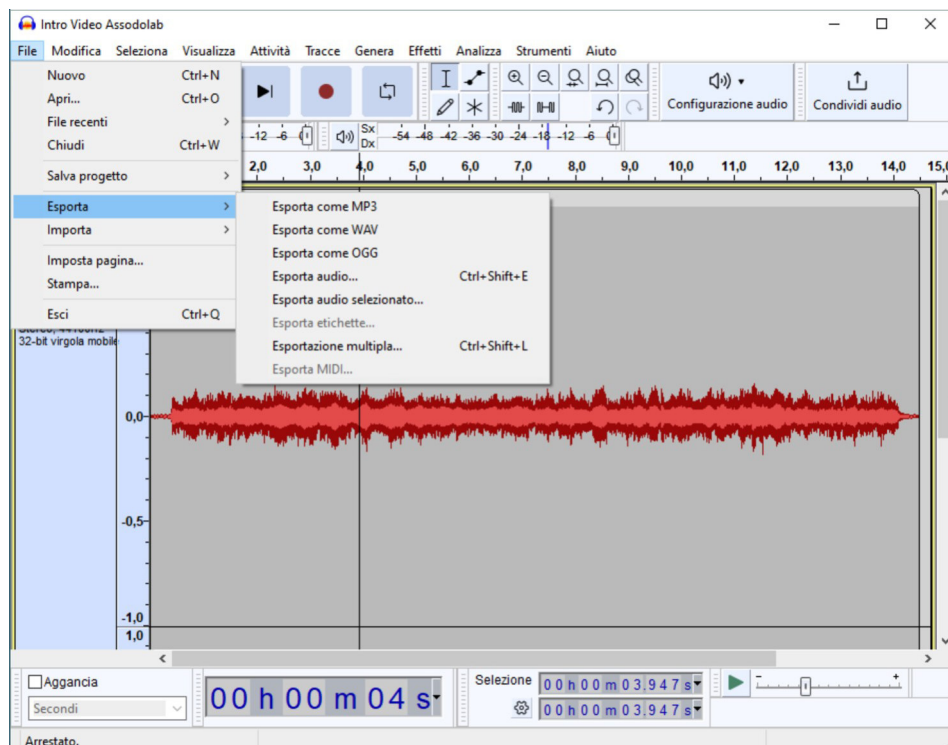 Intro Video Assodolab
File Modifica Seleziona Visualizza Attività Tracce Genera Effetti Analizza Strumenti Aiuto
Nuovo Ctrl+N
Apri... Ctrl+O
File recenti
Chiudi Ctrl+W
Salva progetto
Esporta
Importa
Imposta pagina...
Stampa...
Esci Ctrl+Q
Configurazione audio
Condividi audio
-12 -6
Sx
Dx
-54 -48 -42 -36 -30 -24 -18 -12 -6
2,0 3,0 4,0 5,0 6,0 7,0 8,0 9,0 10,0 11,0 12,0 13,0 14,0 15,
Esporta come MP3
Esporta come WAV
Esporta come OGG
Esporta audio... Ctrl+Shift+E
Esporta audio selezionato...
Esporta etichette...
Esportazione multipla... Ctrl+Shift+L
Esporta MIDI...
32-bit virgola mobile
0,0
-0,5
-1,0
1,0
Aggancia
Secondi
00 h 00 m 04 s
Selezione
00 h 00 m 03,947 s
00 h 00 m 03,947 s
- +
Arrestato.